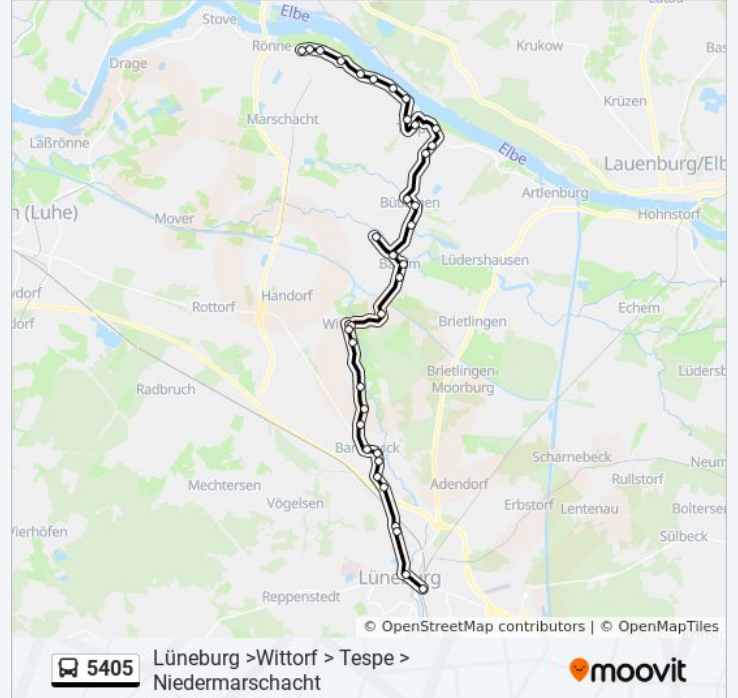 Stove
Elbe
Rönne
Krukow
Drage
Krüzen
Marschacht
Laßrönne
Elbe
Lauenburg/Elb
Artlenburg
Hohnstorf
m (Luhe)
Mover
Lüdershausen
Handorf
Rottorf
Echem
Brietlingen
Radbruch
Brietlingen-
Moorburg
Scharnebeck
Mechtersen
Adendorf
Rullstorf
Vögelsen
Erbstorf
Lentenau
Sülbeck
Lüneburg
Reppenstedt
© OpenStreetMap contributors | © OpenMapTiles
5405
Lüneburg >Wittorf > Tespe >
Niedermarschacht
moovit